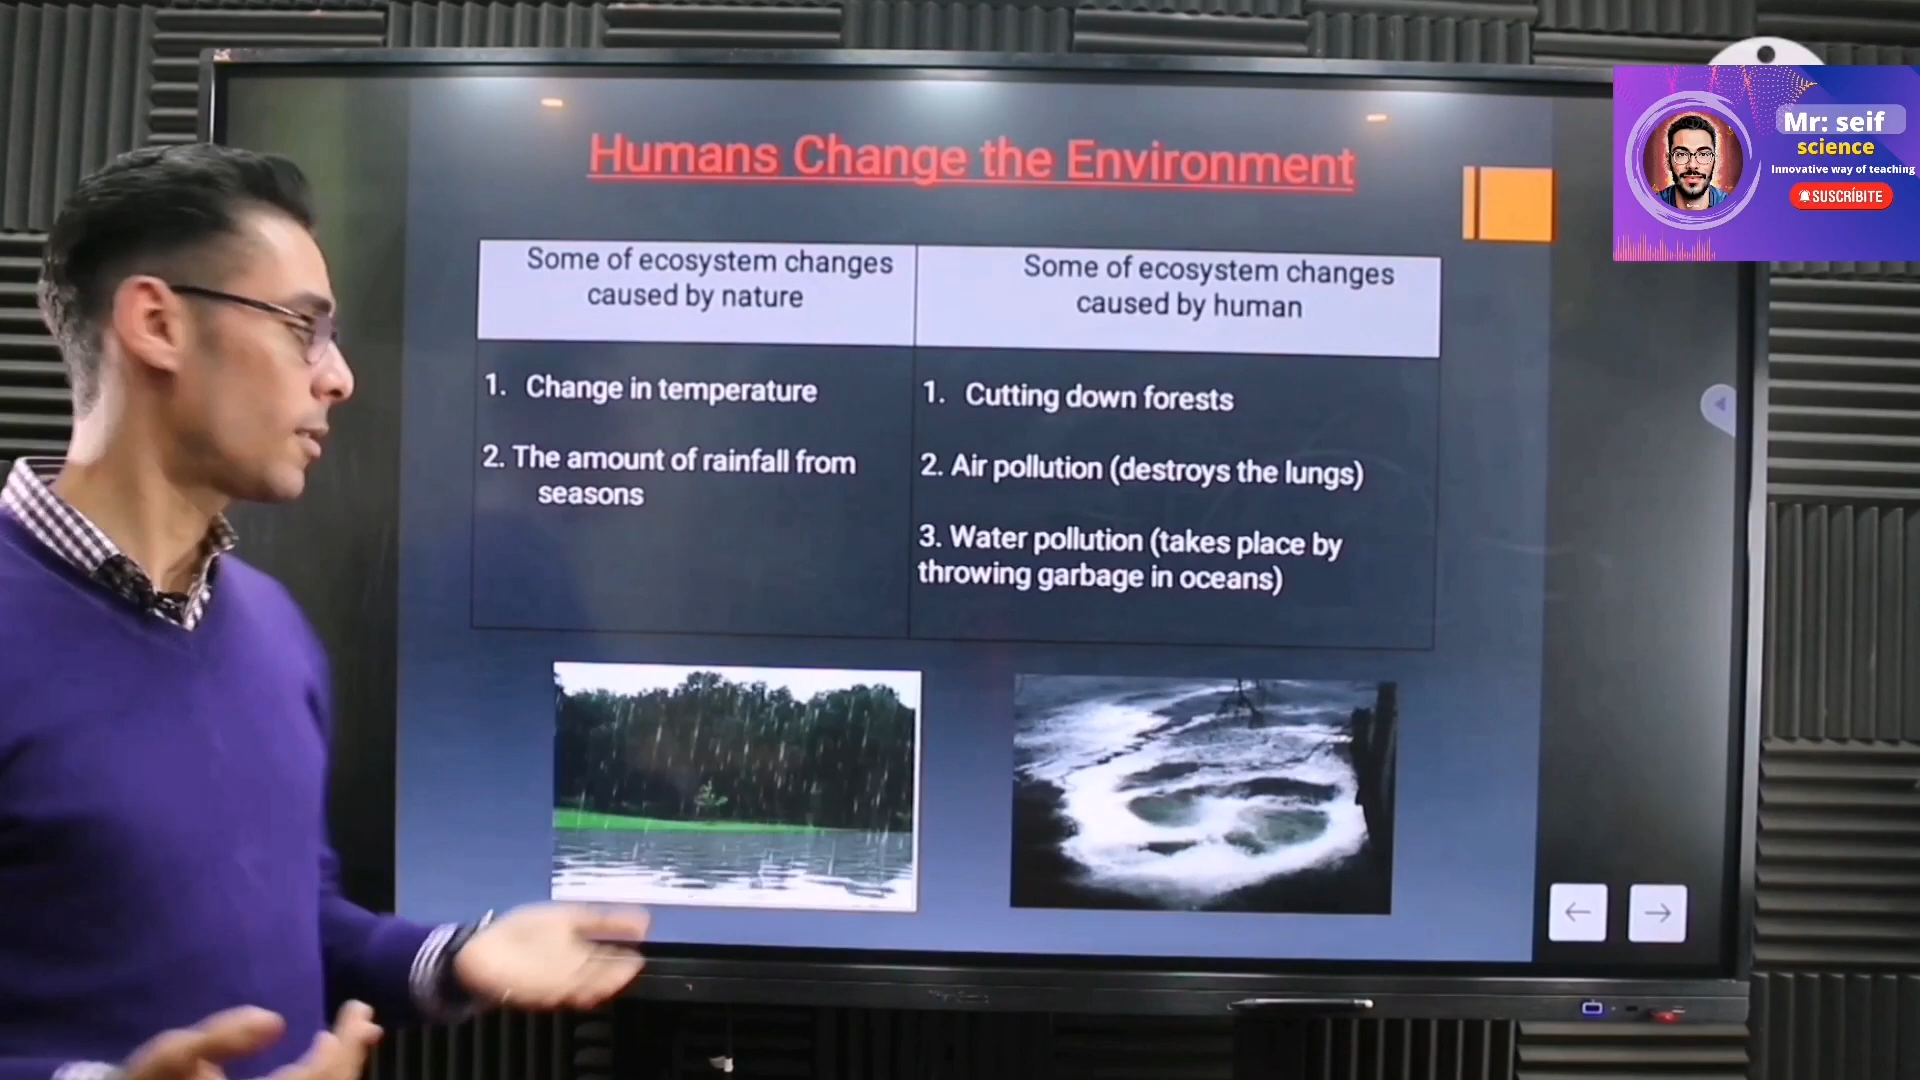 Humans Change the Environment
Some of ecosystem changes
caused by nature
Some of ecosystem changes
caused by human
1. Change in temperature
2. The amount of rainfall from
seasons
1. Cutting down forests
2. Air pollution (destroys the lungs)
3. Water pollution (takes place by
throwing garbage in oceans)
Mr: seif
science
Innovative way of teaching
SUSCRÍBITE